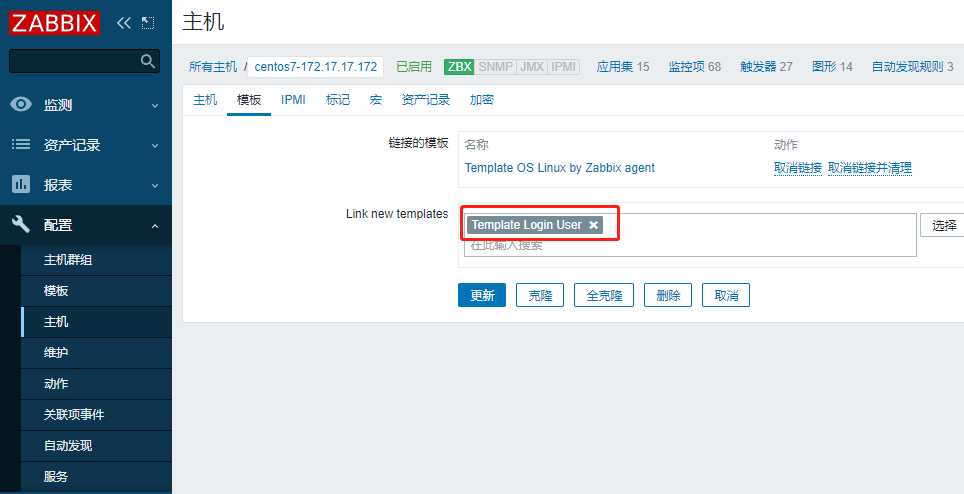 ZABBIX
监测
资产记录
报表
配置
主机群组
模板
主机
维护
动作
关联项事件
自动发现
服务
主机
所有主机 / centos7-172.17.17.172 已启用 ZBX SNMP JMX IPMI 应用集 15 监控项 68 触发器 27 图形 14 自动发现规则 3
主机 模板 IPMI 标记 宏 资产记录 加密
链接的模板 名称 动作
Template OS Linux by Zabbix agent 取消链接 取消链接并清理
Link new templates Template Login User 选择
在此输入搜索
更新 克隆 全克隆 删除 取消